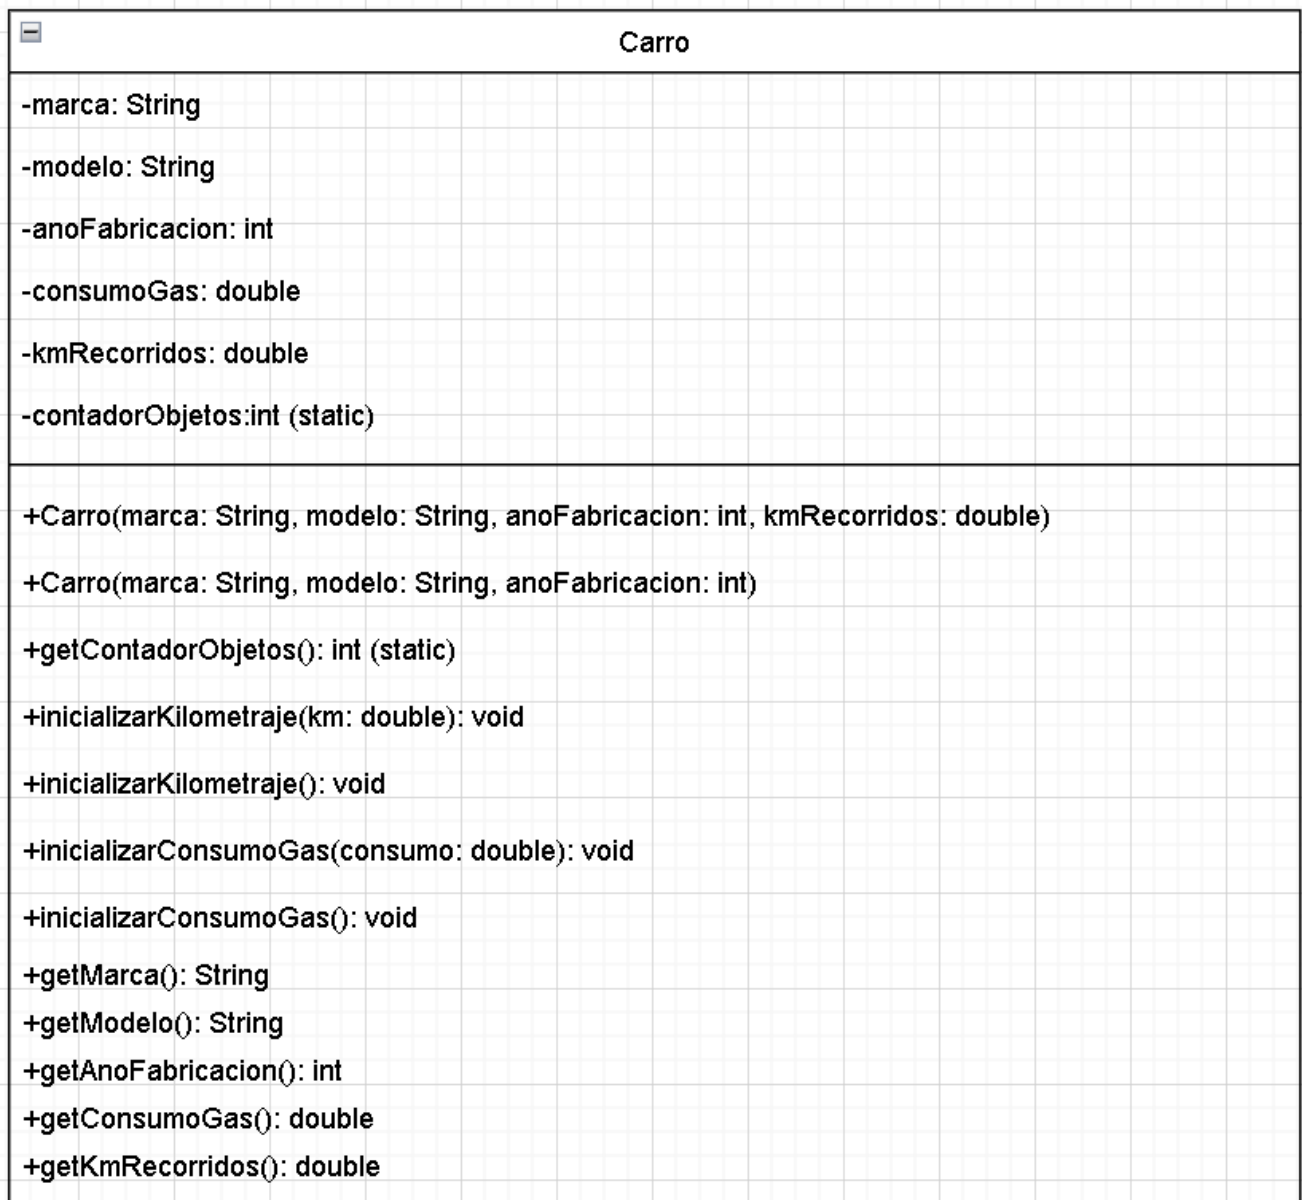 Carro
-marca: String
-modelo: String
-anoFabricacion: int
-consumoGas: double
-kmRecorridos: double
-contadorObjetos:int (static)
+Carro(marca: String, modelo: String, anoFabricacion: int, kmRecorridos: double)
+Carro(marca: String, modelo: String, anoFabricacion: int)
+getContadorObjetos(): int (static)
+inicializarKilometraje(km: double): void
+inicializarKilometraje(): void
+inicializarConsumoGas(consumo: double): void
+inicializarConsumoGas(): void
+getMarca(): String
+getModelo(): String
+getAnoFabricacion(): int
+getConsumoGas(): double
+getKmRecorridos(): double